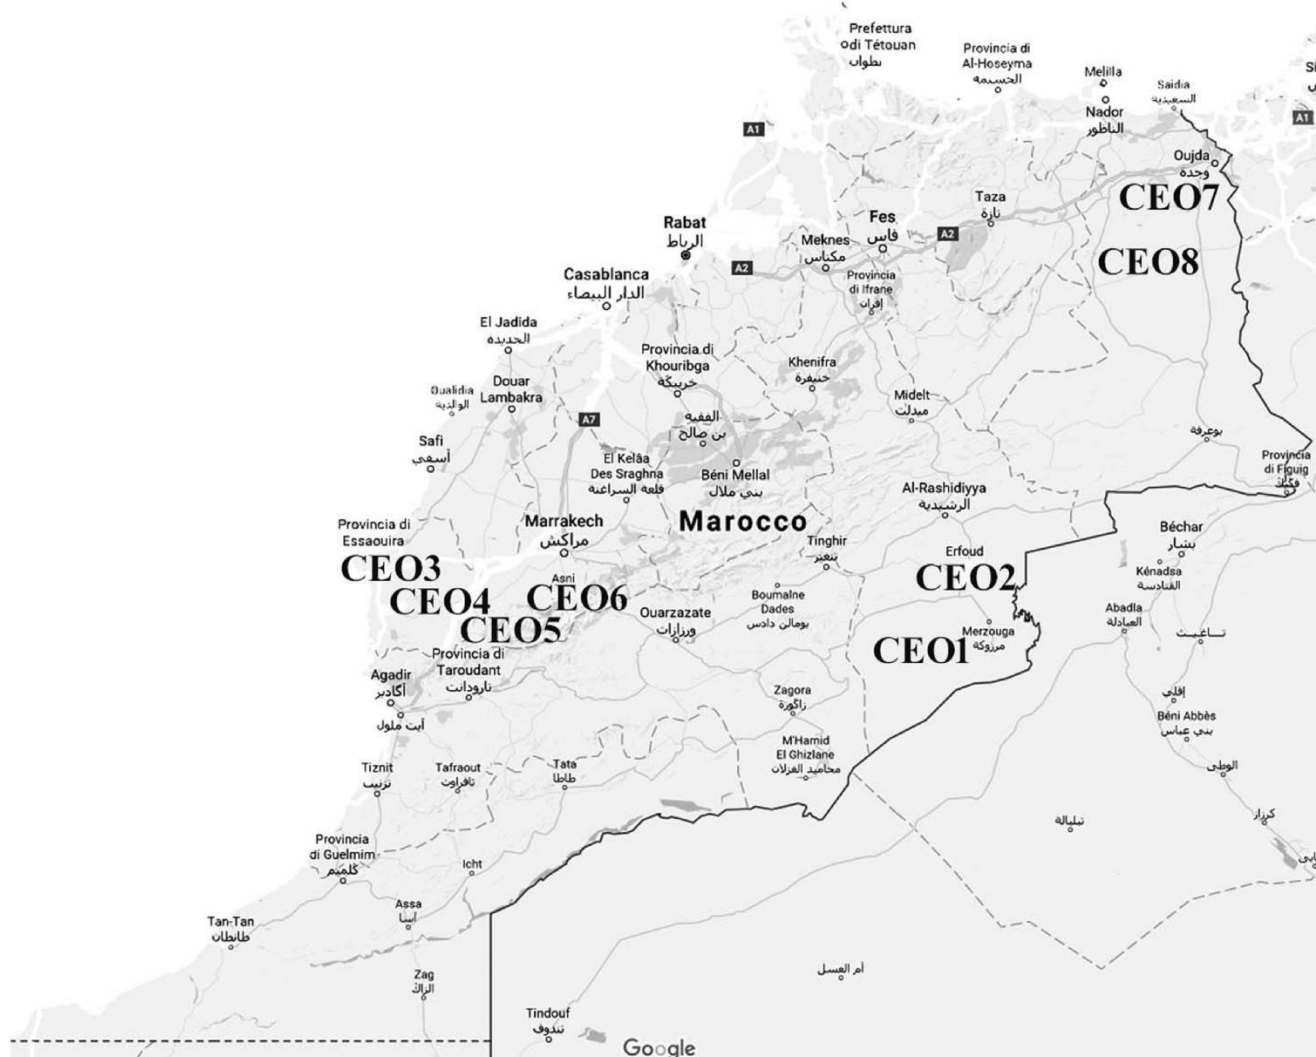 Prefettura
di Tétouan
تطوان
Provincia di
Al-Hoseyma
الحسيمة
Melilla
Saidia
السعيدية
Nador
الناظور
A1
A1
Oujda
وجدة
CEO7
Taza
تازة
Fes
فاس
Rabat
الرباط
A2
Meknes
مكناس
A2
CEO8
Casablanca
الدار البيضاء
Provincia
di Ifrane
إفران
El Jadida
الجديدة
Provincia di
Khouribga
خريبكة
Khenifra
خنيفرة
Oualidia
الوالذية
Douar
Lambakra
Midelt
ميدلت
A7
الفقيه
بن صالح
بوعرفة
Safi
أسفي
El Kelâa
Des Sraghna
قلعة السراغنة
Béni Mellal
بني ملال
Provincia
di Figuig
فكيك
Al-Rashidiyya
الرشيدية
Marocco
Provincia di
Essaouira
Marrakech
مراكش
Béchar
بشار
Tinghir
تنغير
Erfoud
CEO3
CEO2
Kénadsa
القنادسة
Asni
CEO6
CEO4
Boumalne
Dades
بومالن دادس
Ouarzazate
ورزازات
Abadla
العبادلة
تـاغـيـت
CEO5
Merzouga
مرزوكة
CEO1
Provincia di
Taroudant
تارودانت
Agadir
أكادير
أيت ملول
Zagora
زاكورة
إقلي
Béni Abbès
بني عباس
M'Hamid
El Ghizlane
محاميد الغزلان
Tiznit
تزنيت
Tafraout
تافراوت
Tata
طاطا
الوطى
تبلبالة
كرزاز
Provincia
di Guelmim
كلميم
Icht
Assa
آسا
Tan-Tan
طانطان
Zag
الزاك
أم العسل
Tindouf
تندوف
Google